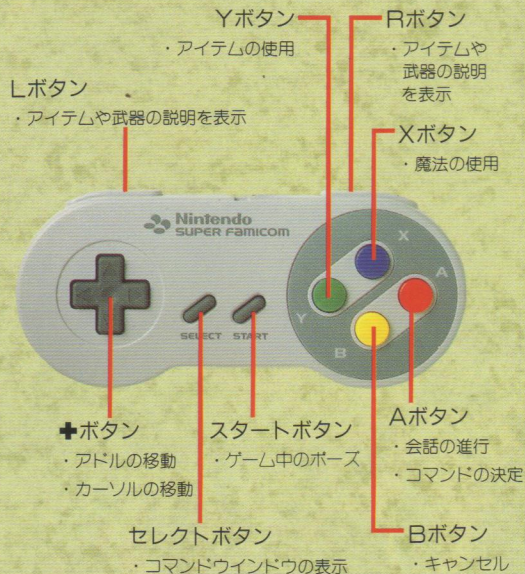 Yボタン
・アイテムの使用
Rボタン
・アイテムや
武器の説明
を表示
Lボタン
・アイテムや武器の説明を表示
Xボタン
・魔法の使用
Nintendo
SUPER FAMICOM
X
A
Y
B
SELECT
START
✚ボタン
・アドルの移動
・カーソルの移動
スタートボタン
・ゲーム中のポーズ
Aボタン
・会話の進行
・コマンドの決定
セレクトボタン
・コマンドウインドウの表示
Bボタン
・キャンセル